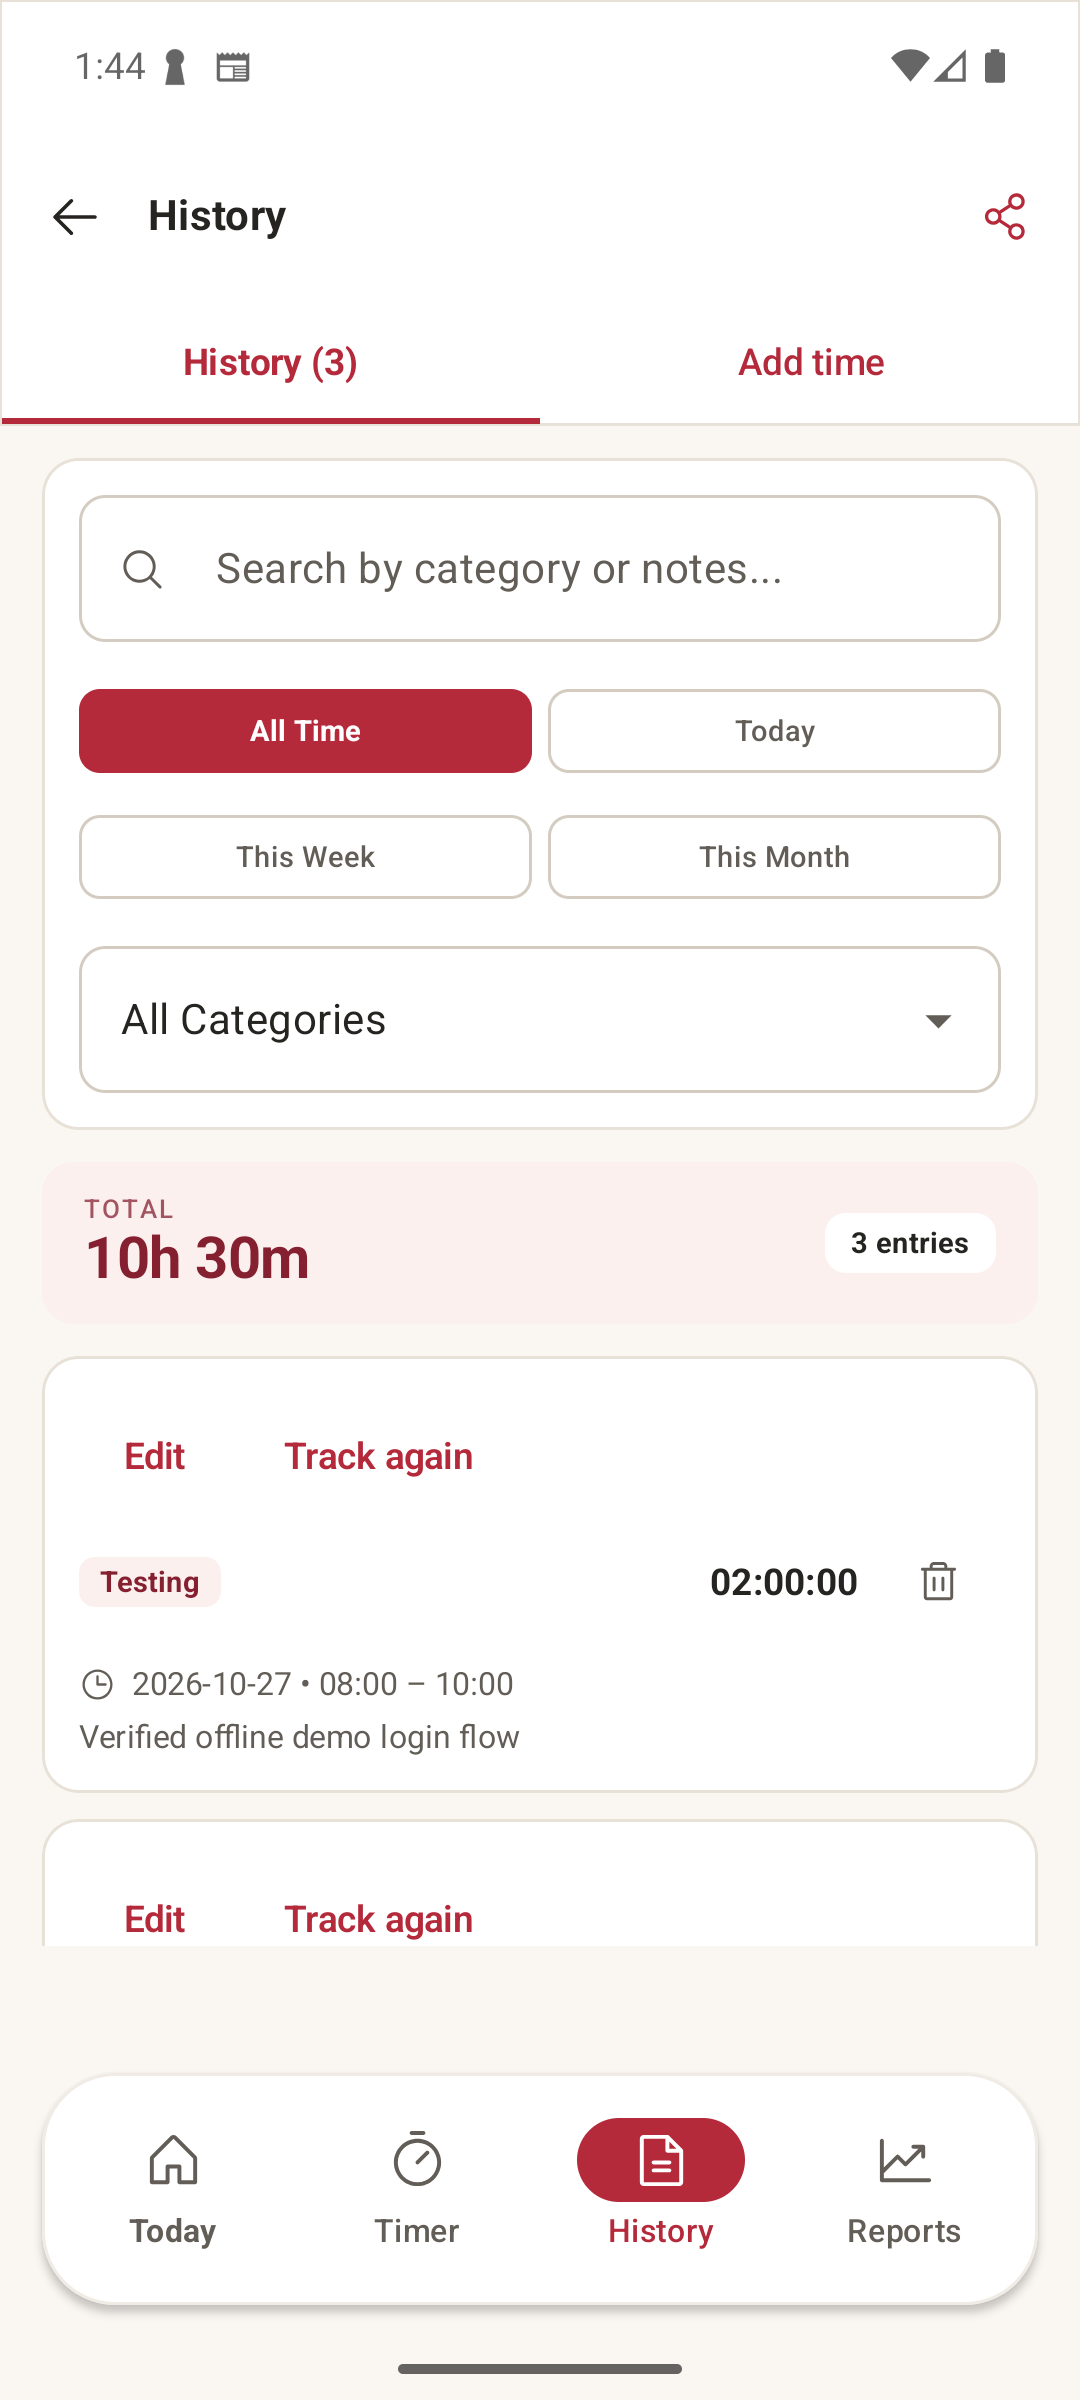 1:44
History
History (3)
Add time
Search by category or notes...
All Time
Today
This Week
This Month
All Categories
TOTAL
10h 30m
3 entries
Edit
Track again
Testing
02:00:00
2026-10-27 • 08:00 – 10:00
Verified offline demo login flow
Edit
Track again
Today
Timer
History
Reports